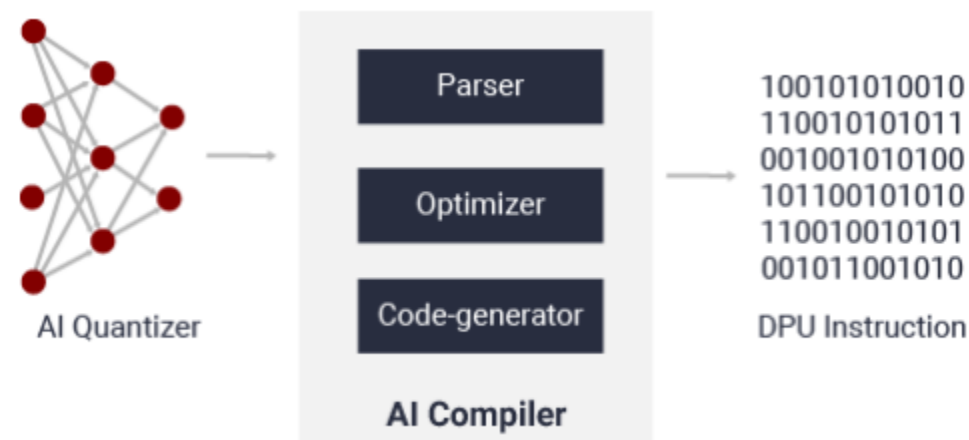 AI Quantizer
Parser
Optimizer
Code-generator
AI Compiler
100101010010
110010101011
001001010100
101100101010
110010010101
001011001010
DPU Instruction